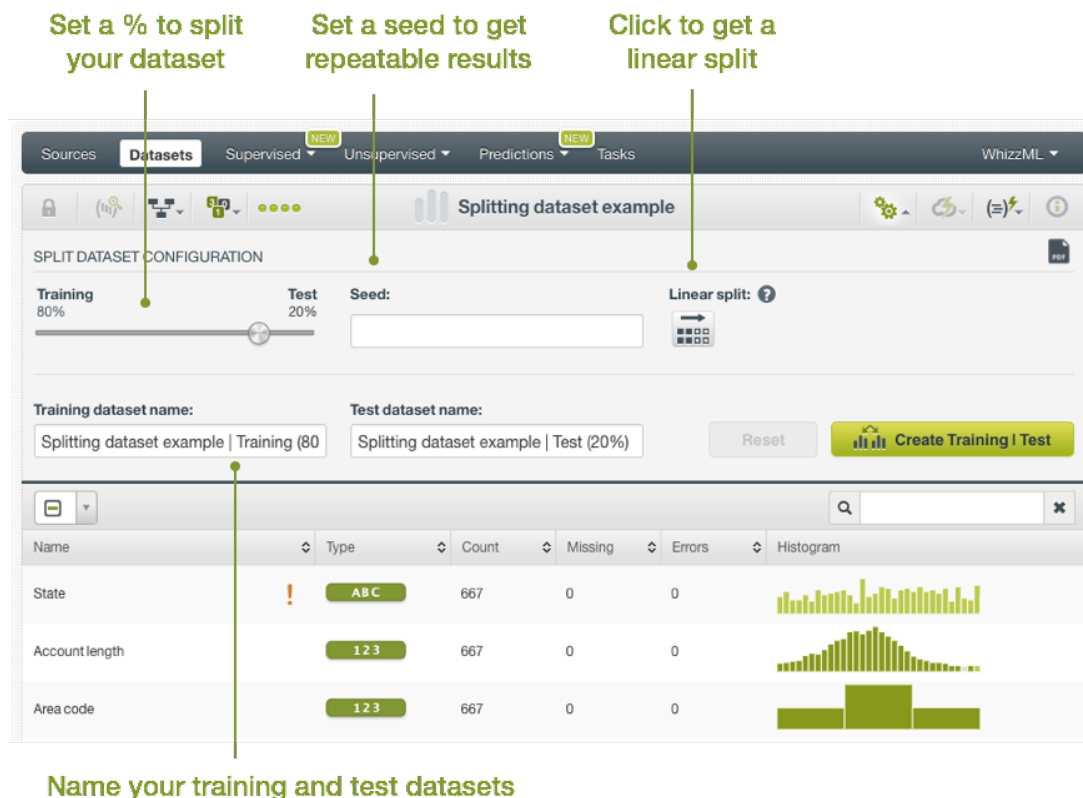 Set a % to split
your dataset
Set a seed to get
repeatable results
Click to get a
linear split
Sources Datasets Supervised NEW Unsupervised Predictions NEW Tasks WhizzML
Splitting dataset example
SPLIT DATASET CONFIGURATION
PDF
Training Test Seed: Linear split: ?
80% 20%
Training dataset name: Test dataset name:
Splitting dataset example | Training (80 Splitting dataset example | Test (20%) Reset Create Training | Test
Name Type Count Missing Errors Histogram
State ! ABC 667 0 0
Account length 123 667 0 0
Area code 123 667 0 0
Name your training and test datasets